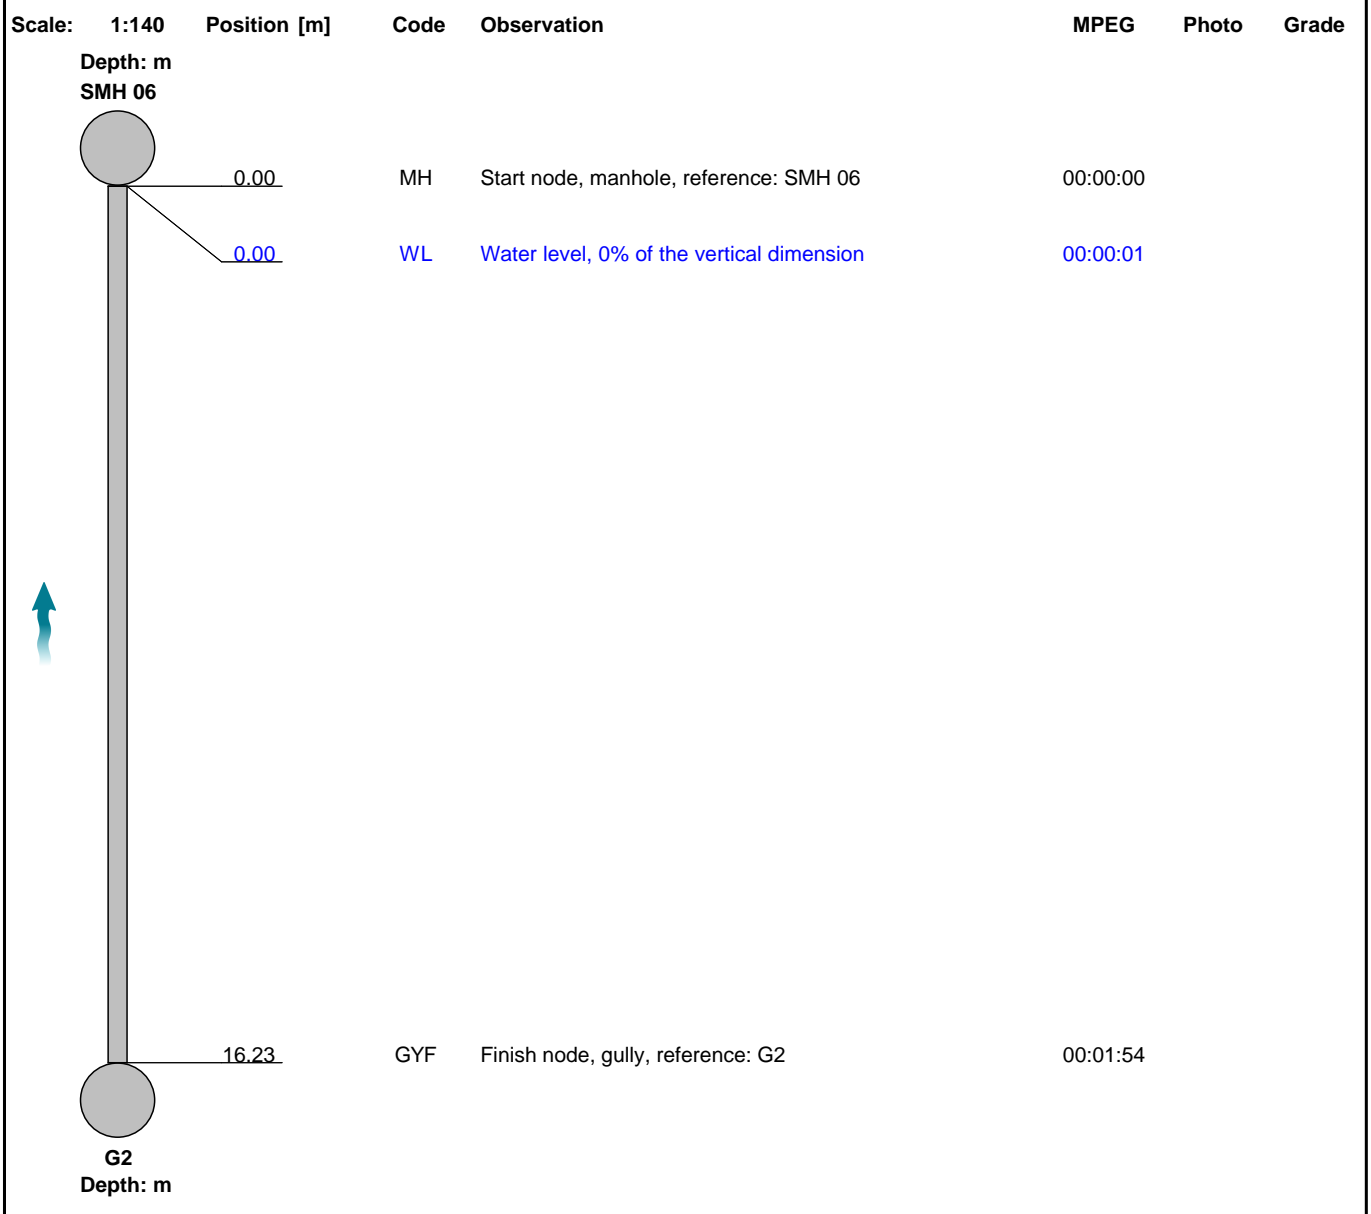 Scale: 1:140 Position [m] Code Observation MPEG Photo Grade
Depth: m
SMH 06
0.00 MH Start node, manhole, reference: SMH 06 00:00:00
0.00 WL Water level, 0% of the vertical dimension 00:00:01
16.23 GYF Finish node, gully, reference: G2 00:01:54
G2
Depth: m